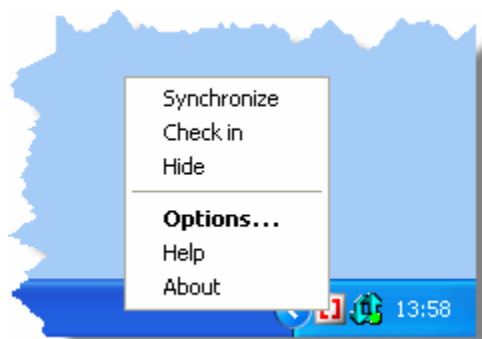 Synchronize
Check in
Hide
Options...
Help
About
13:58